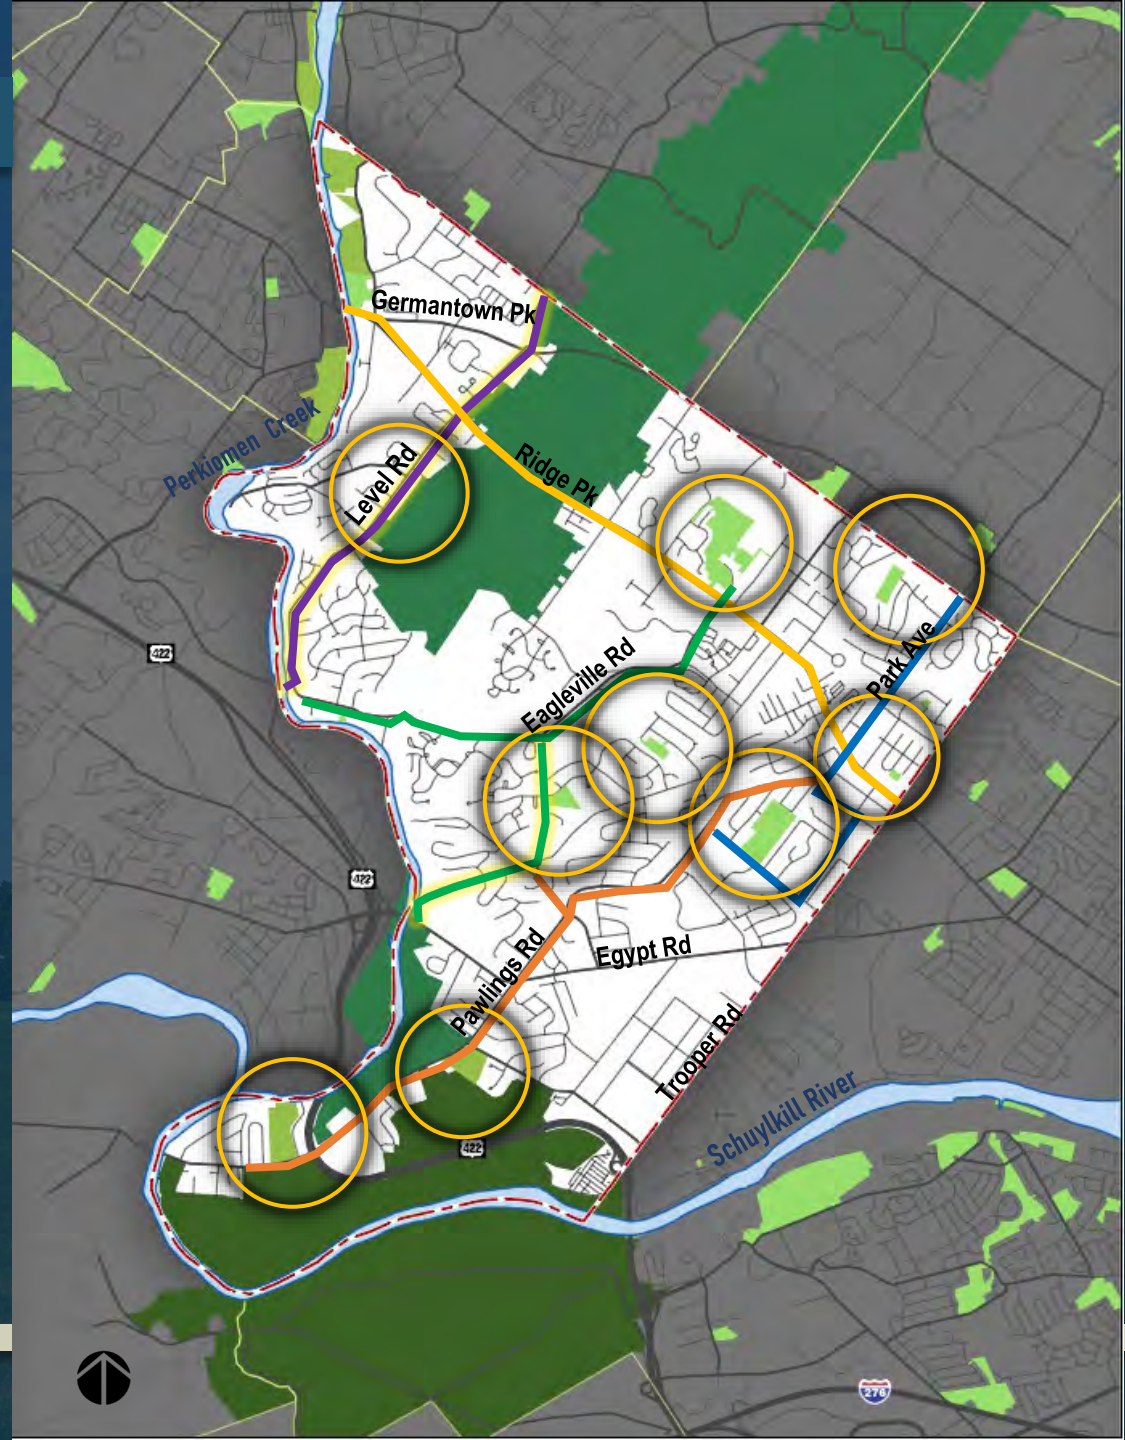 Germantown Pk
Perkiomen Creek
Level Rd
Ridge Pk
Park Ave
Eagleville Rd
422
422
Pawlings Rd
Egypt Rd
Trooper Rd
Schuylkill River
422
276